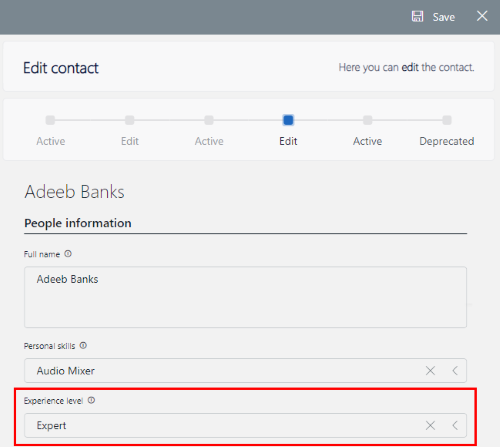 Save
Edit contact
Here you can edit the contact.
Active Edit Active Edit Active Deprecated
Adeeb Banks
People information
Full name
Adeeb Banks
Personal skills
Audio Mixer
Experience level
Expert